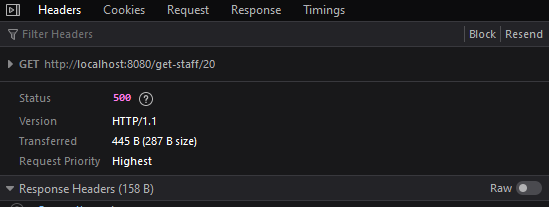 Headers Cookies Request Response Timings
Filter Headers Block Resend
GET http://localhost:8080/get-staff/20
Status 500 ?
Version HTTP/1.1
Transferred 445 B (287 B size)
Request Priority Highest
Response Headers (158 B) Raw